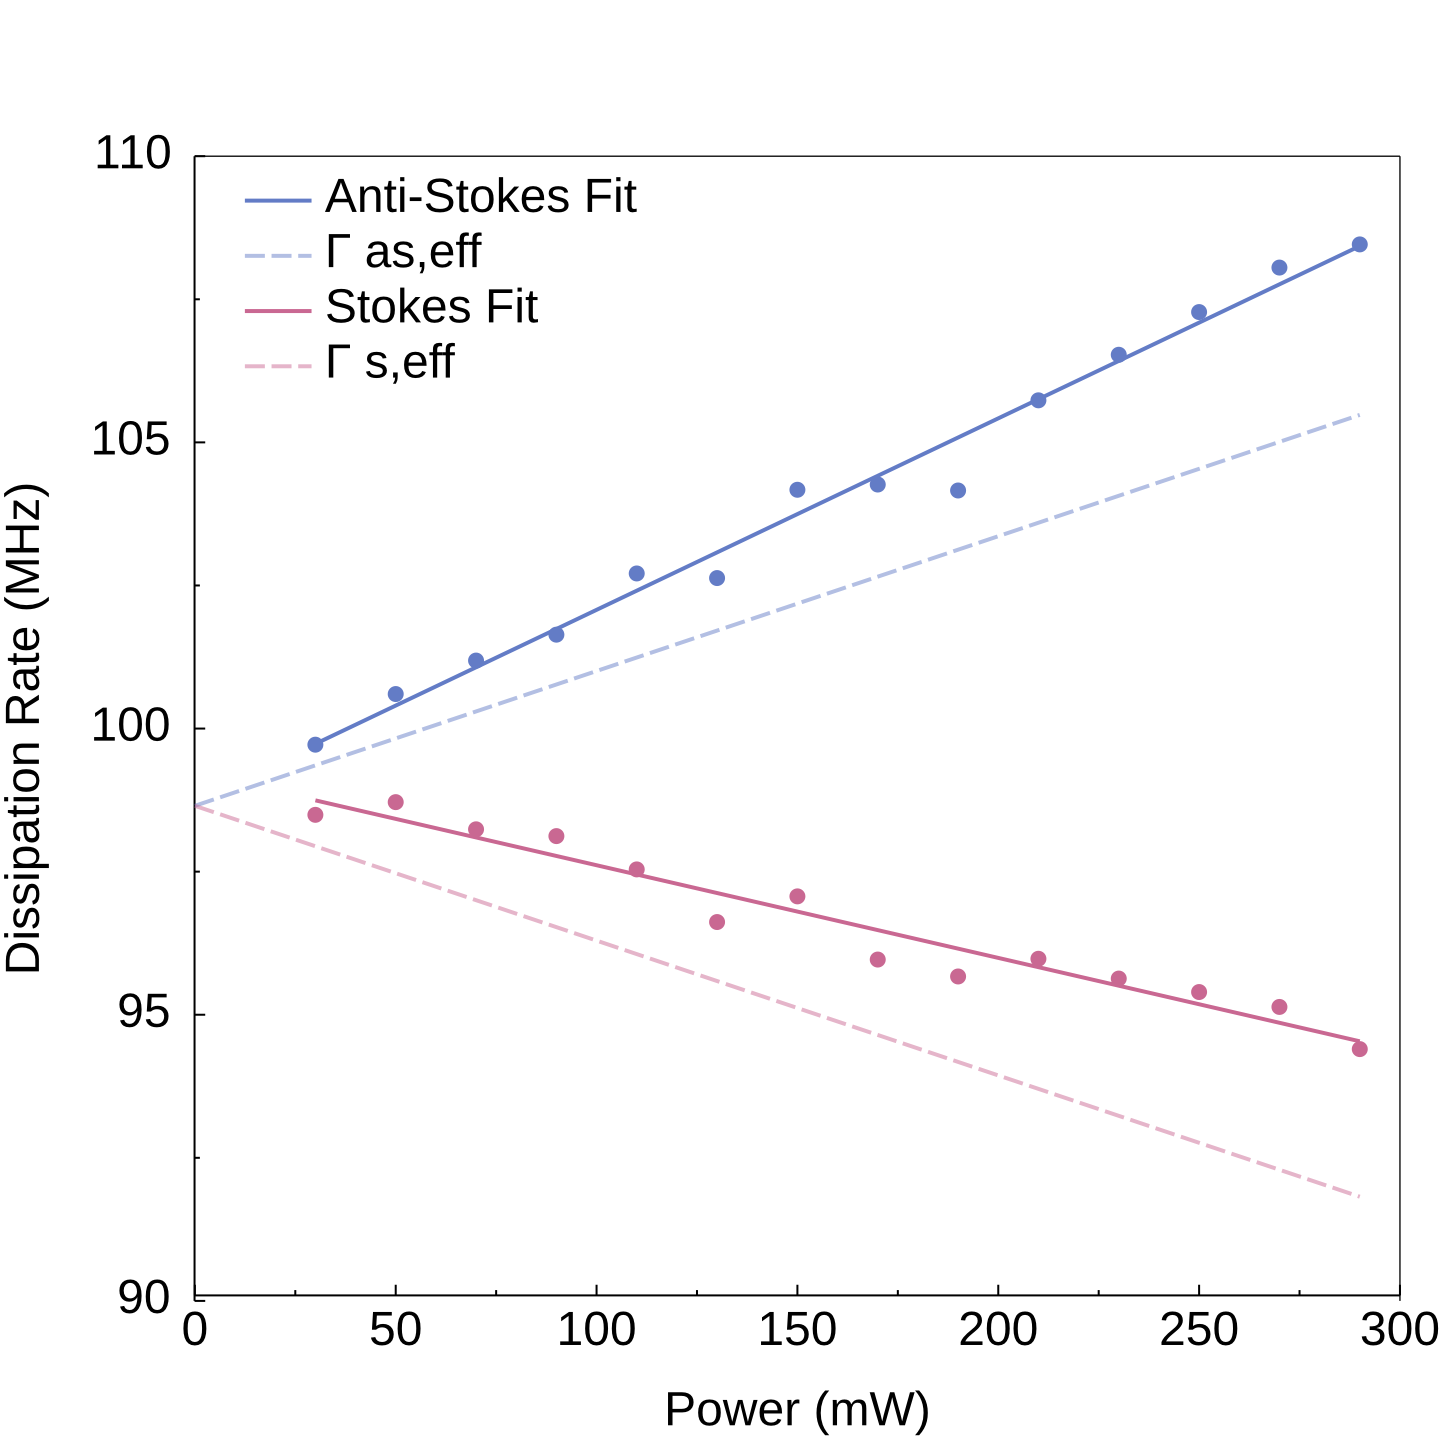 110
105
100
95
90
Dissipation Rate (MHz)
Anti-Stokes Fit
Γ as,eff
Stokes Fit
Γ s,eff
0 50 100 150 200 250 300
Power (mW)